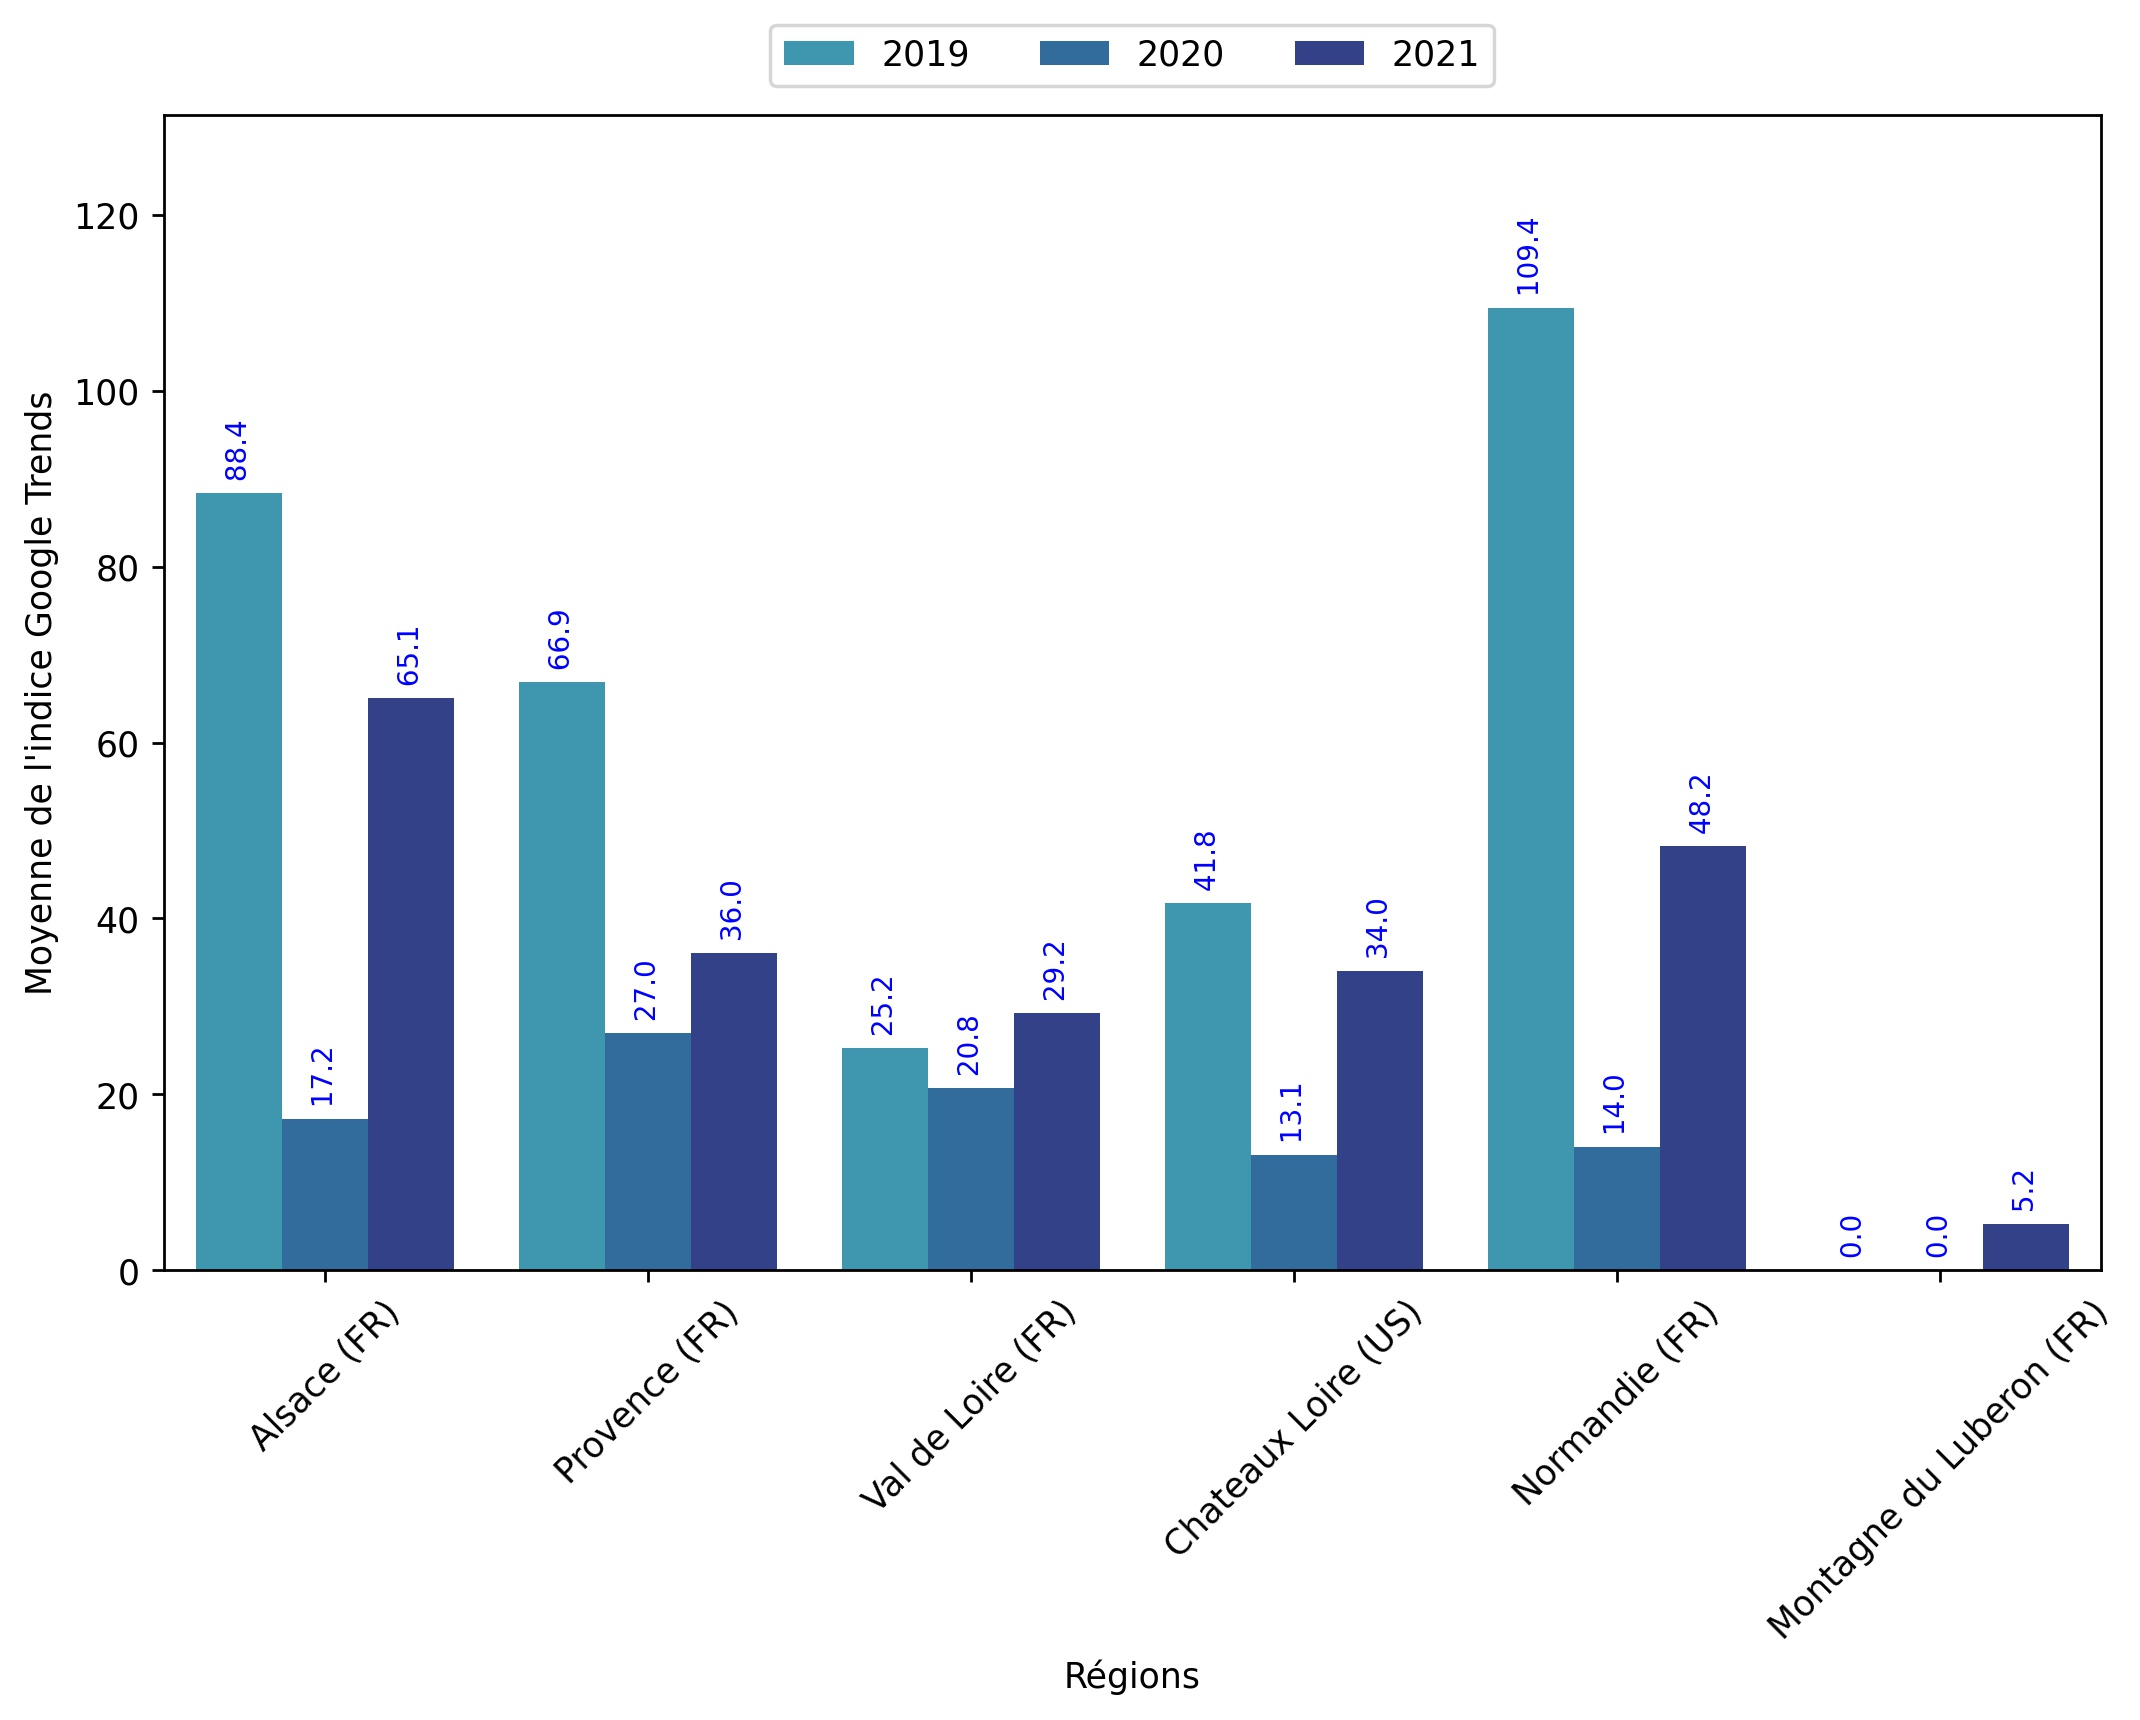 2019 2020 2021
Moyenne de l'indice Google Trends
120
100
80
60
40
20
0
88.4 17.2 65.1
66.9 27.0 36.0
25.2 20.8 29.2
41.8 13.1 34.0
109.4 14.0 48.2
0.0 0.0 5.2
Alsace (FR)
Provence (FR)
Val de Loire (FR)
Chateaux Loire (US)
Normandie (FR)
Montagne du Luberon (FR)
Régions